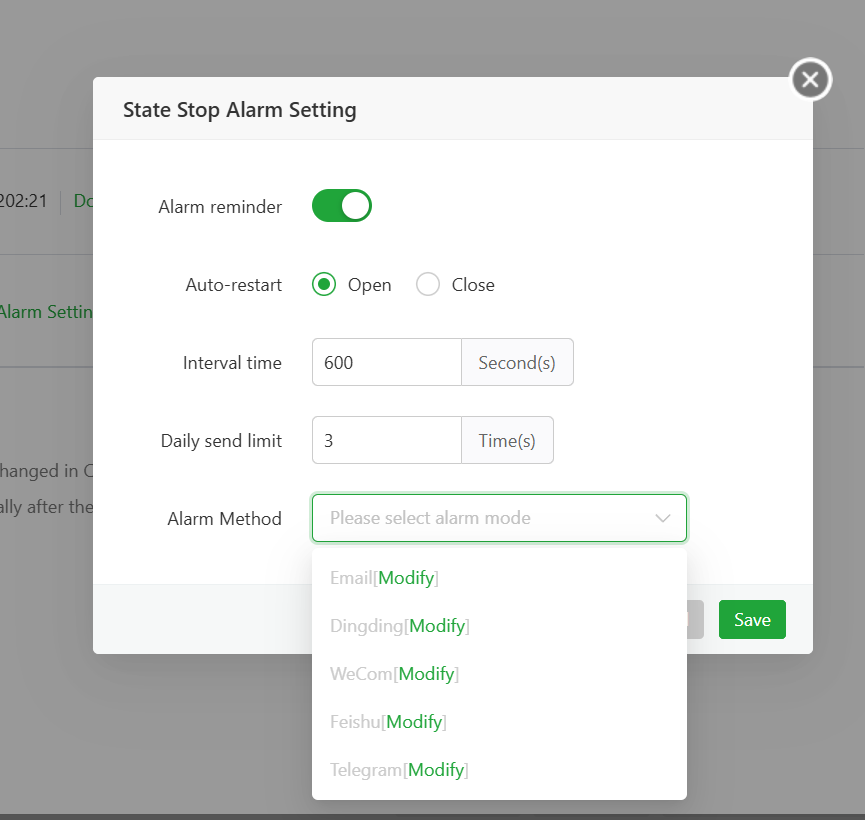 State Stop Alarm Setting
202:21
Alarm reminder
Auto-restart Open Close
Alarm Settin
Interval time 600 Second(s)
Daily send limit 3 Time(s)
hanged in C
ally after the
Alarm Method Please select alarm mode
Email[Modify]
Dingding[Modify]
Save
WeCom[Modify]
Feishu[Modify]
Telegram[Modify]